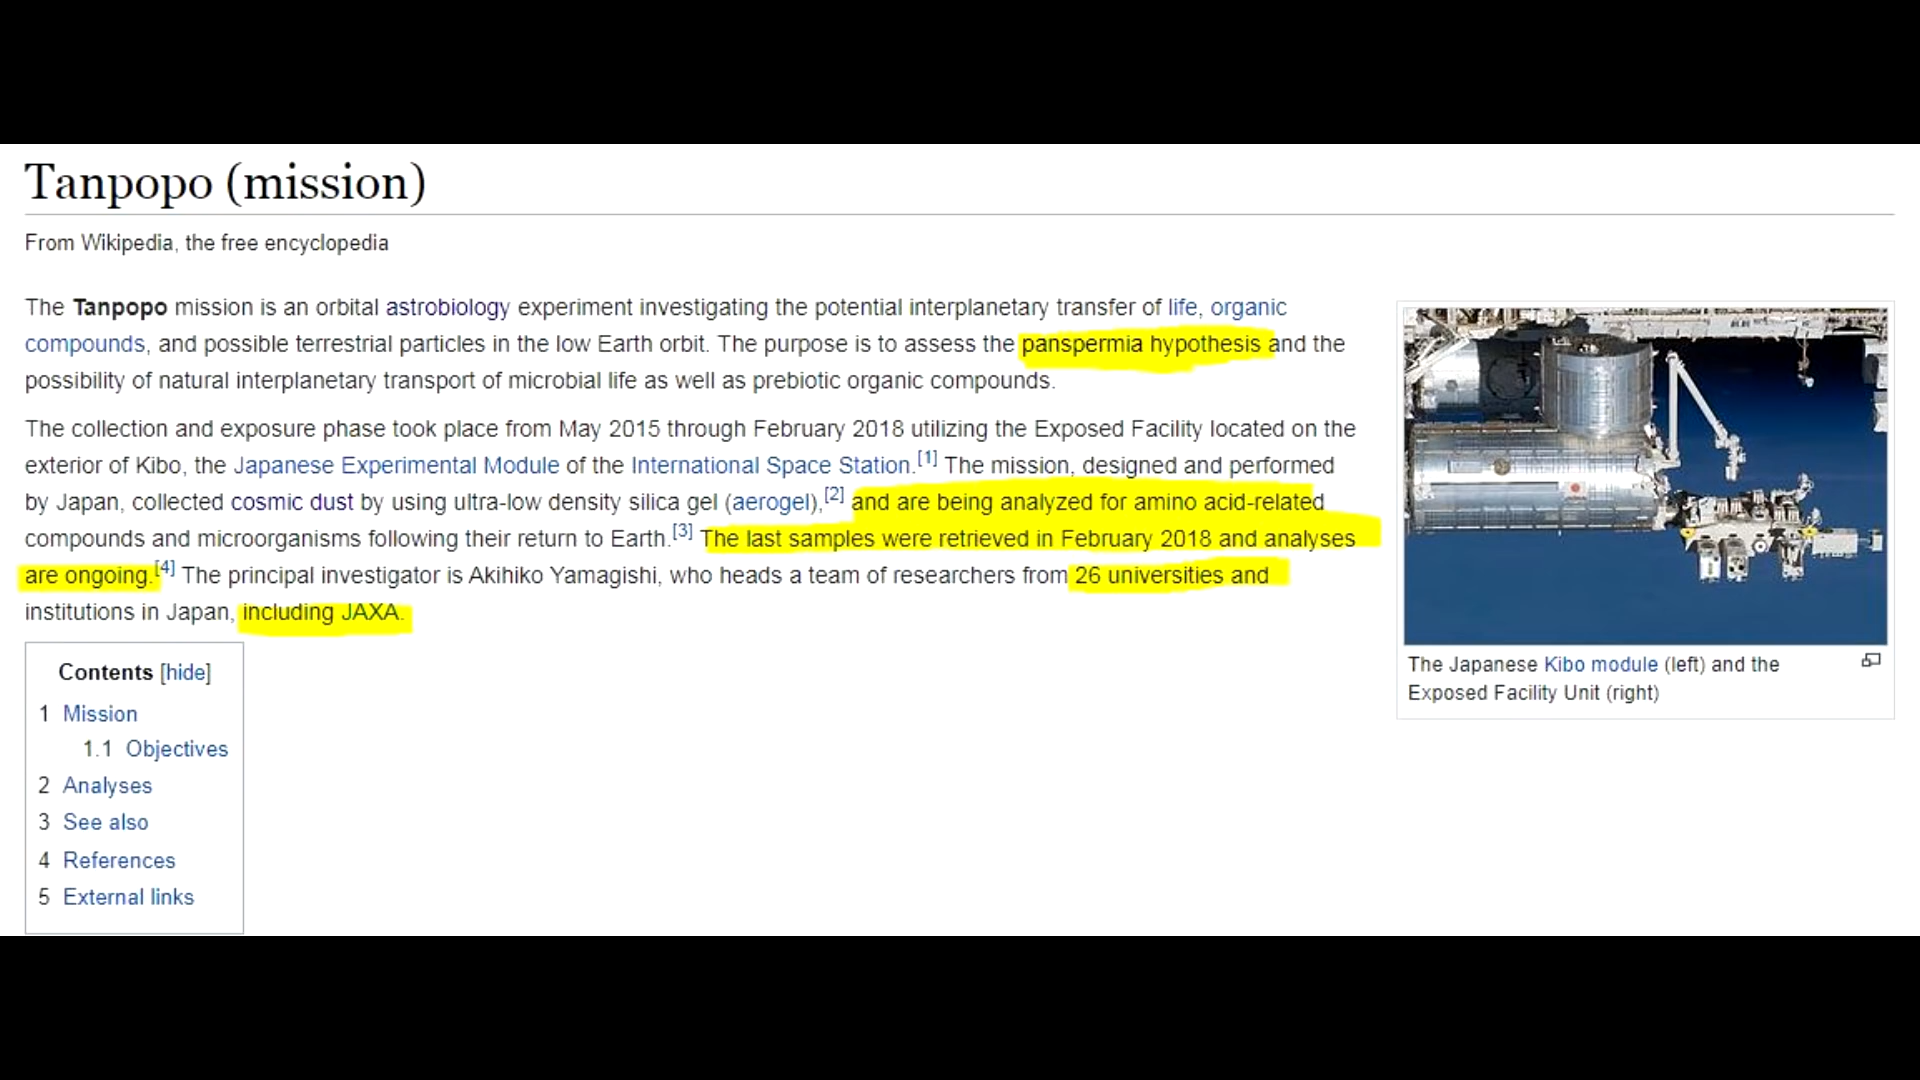 Tanpopo (mission)
From Wikipedia, the free encyclopedia
The Tanpopo mission is an orbital astrobiology experiment investigating the potential interplanetary transfer of life, organic
compounds, and possible terrestrial particles in the low Earth orbit. The purpose is to assess the panspermia hypothesis and the
possibility of natural interplanetary transport of microbial life as well as prebiotic organic compounds.
The collection and exposure phase took place from May 2015 through February 2018 utilizing the Exposed Facility located on the
exterior of Kibo, the Japanese Experimental Module of the International Space Station.[1] The mission, designed and performed
by Japan, collected cosmic dust by using ultra-low density silica gel (aerogel),[2] and are being analyzed for amino acid-related
compounds and microorganisms following their return to Earth.[3] The last samples were retrieved in February 2018 and analyses
are ongoing.[4] The principal investigator is Akihiko Yamagishi, who heads a team of researchers from 26 universities and
institutions in Japan, including JAXA.
The Japanese Kibo module (left) and the
Exposed Facility Unit (right)
Contents [hide]
1 Mission
1.1 Objectives
2 Analyses
3 See also
4 References
5 External links